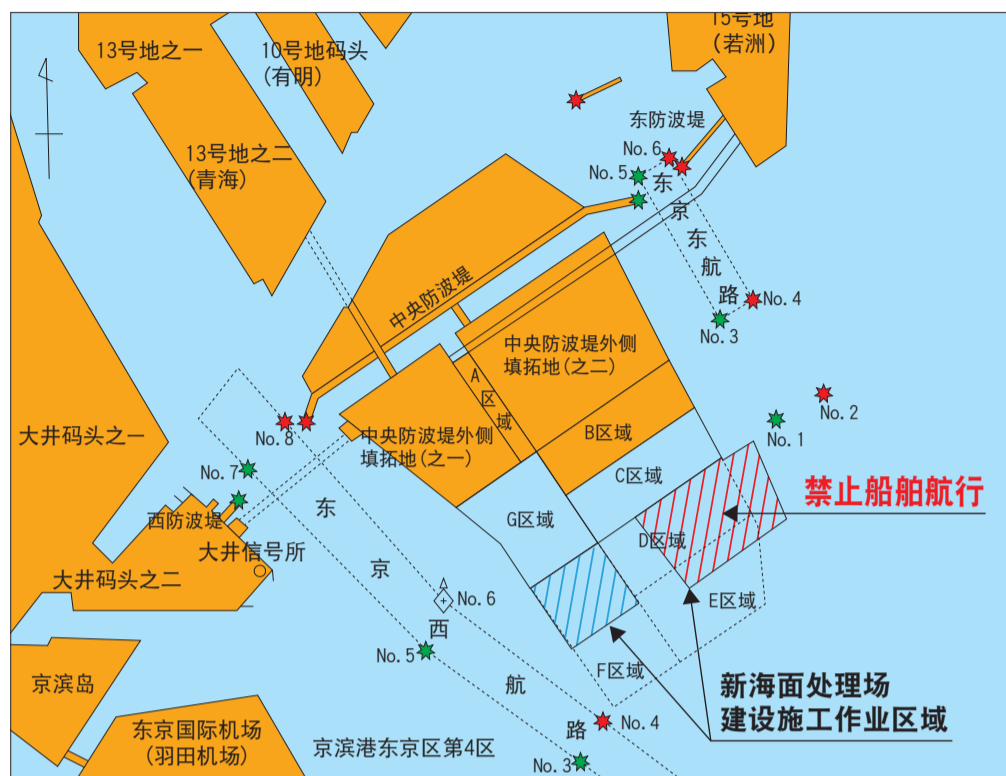 13号地之一
10号地码头
(有明)
15号地
(若洲)
13号地之二
(青海)
东防波堤
No.6
No.5
东京东航路
No.4
No.3
No.2
No.1
中央防波堤
中央防波堤外侧
填拓地(之二)
A区域
B区域
中央防波堤外侧
填拓地(之一)
C区域
G区域
D区域
E区域
F区域
禁止船舶航行
大井码头之一
No.8
No.7
西防波堤
大井信号所
大井码头之二
东京西航路
No.6
No.5
No.4
No.3
京滨岛
东京国际机场
(羽田机场)
京滨港东京区第4区
新海面处理场
建设施工作业区域